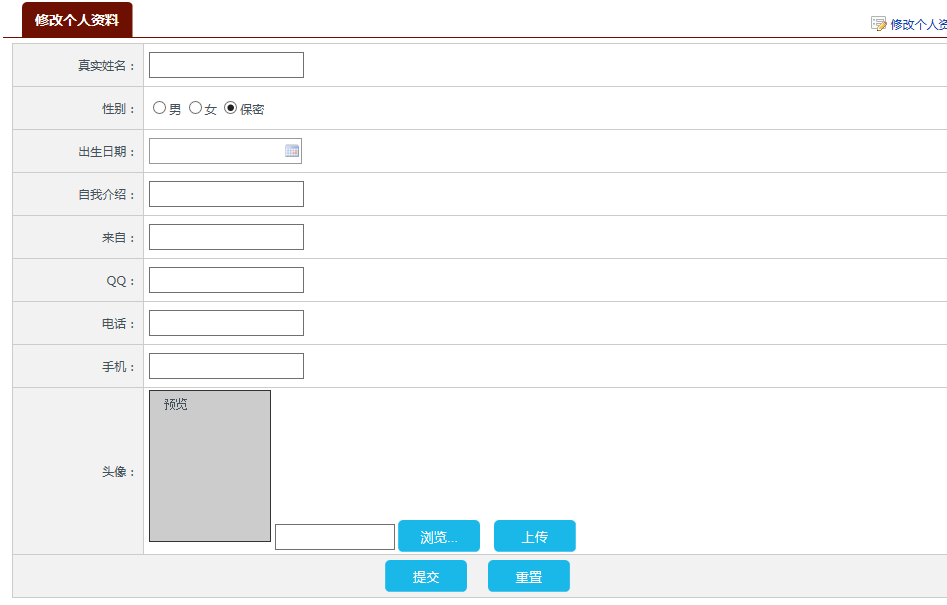 修改个人资料
修改个人资
真实姓名：
性别： 男 女 保密
出生日期：
自我介绍：
来自：
QQ：
电话：
手机：
预览
头像：
浏览... 上传
提交 重置